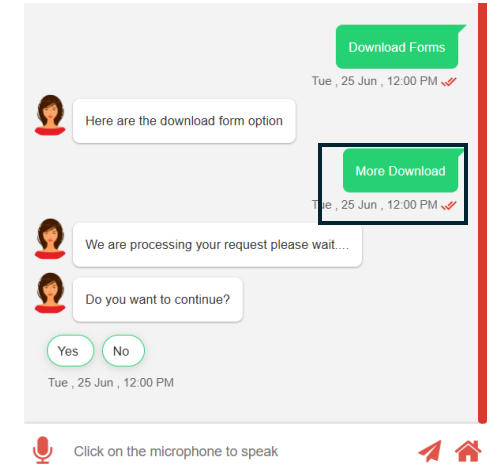 Download Forms
Tue , 25 Jun , 12:00 PM
Here are the download form option
More Download
Tue , 25 Jun , 12:00 PM
We are processing your request please wait....
Do you want to continue?
Yes No
Tue , 25 Jun , 12:00 PM
Click on the microphone to speak